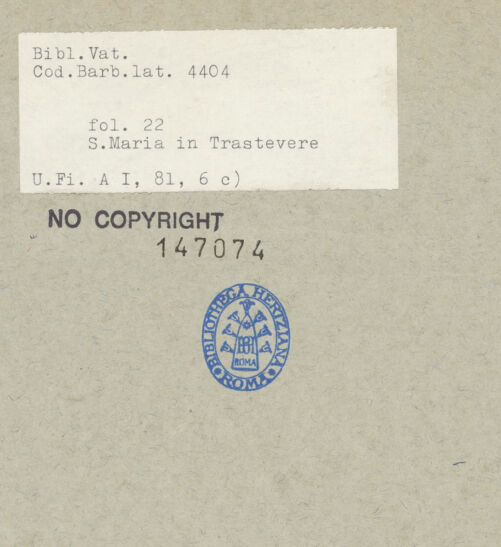 Bibl.Vat.
Cod.Barb.lat. 4404
fol. 22
S.Maria in Trastevere
U.Fi. A I, 81, 6 c)
NO COPYRIGHT
147074
BIBLIOTHECA HERTZIANA
ROMA
ROMA